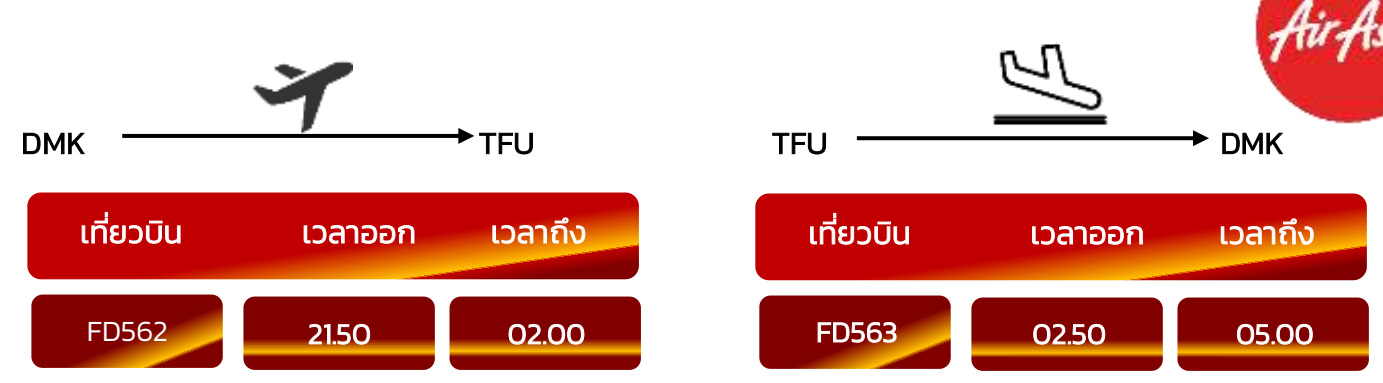 AirAs
DMK TFU
TFU DMK
เที่ยวบิน เวลาออก เวลาถึง
FD562 21.50 02.00
เที่ยวบิน เวลาออก เวลาถึง
FD563 02.50 05.00